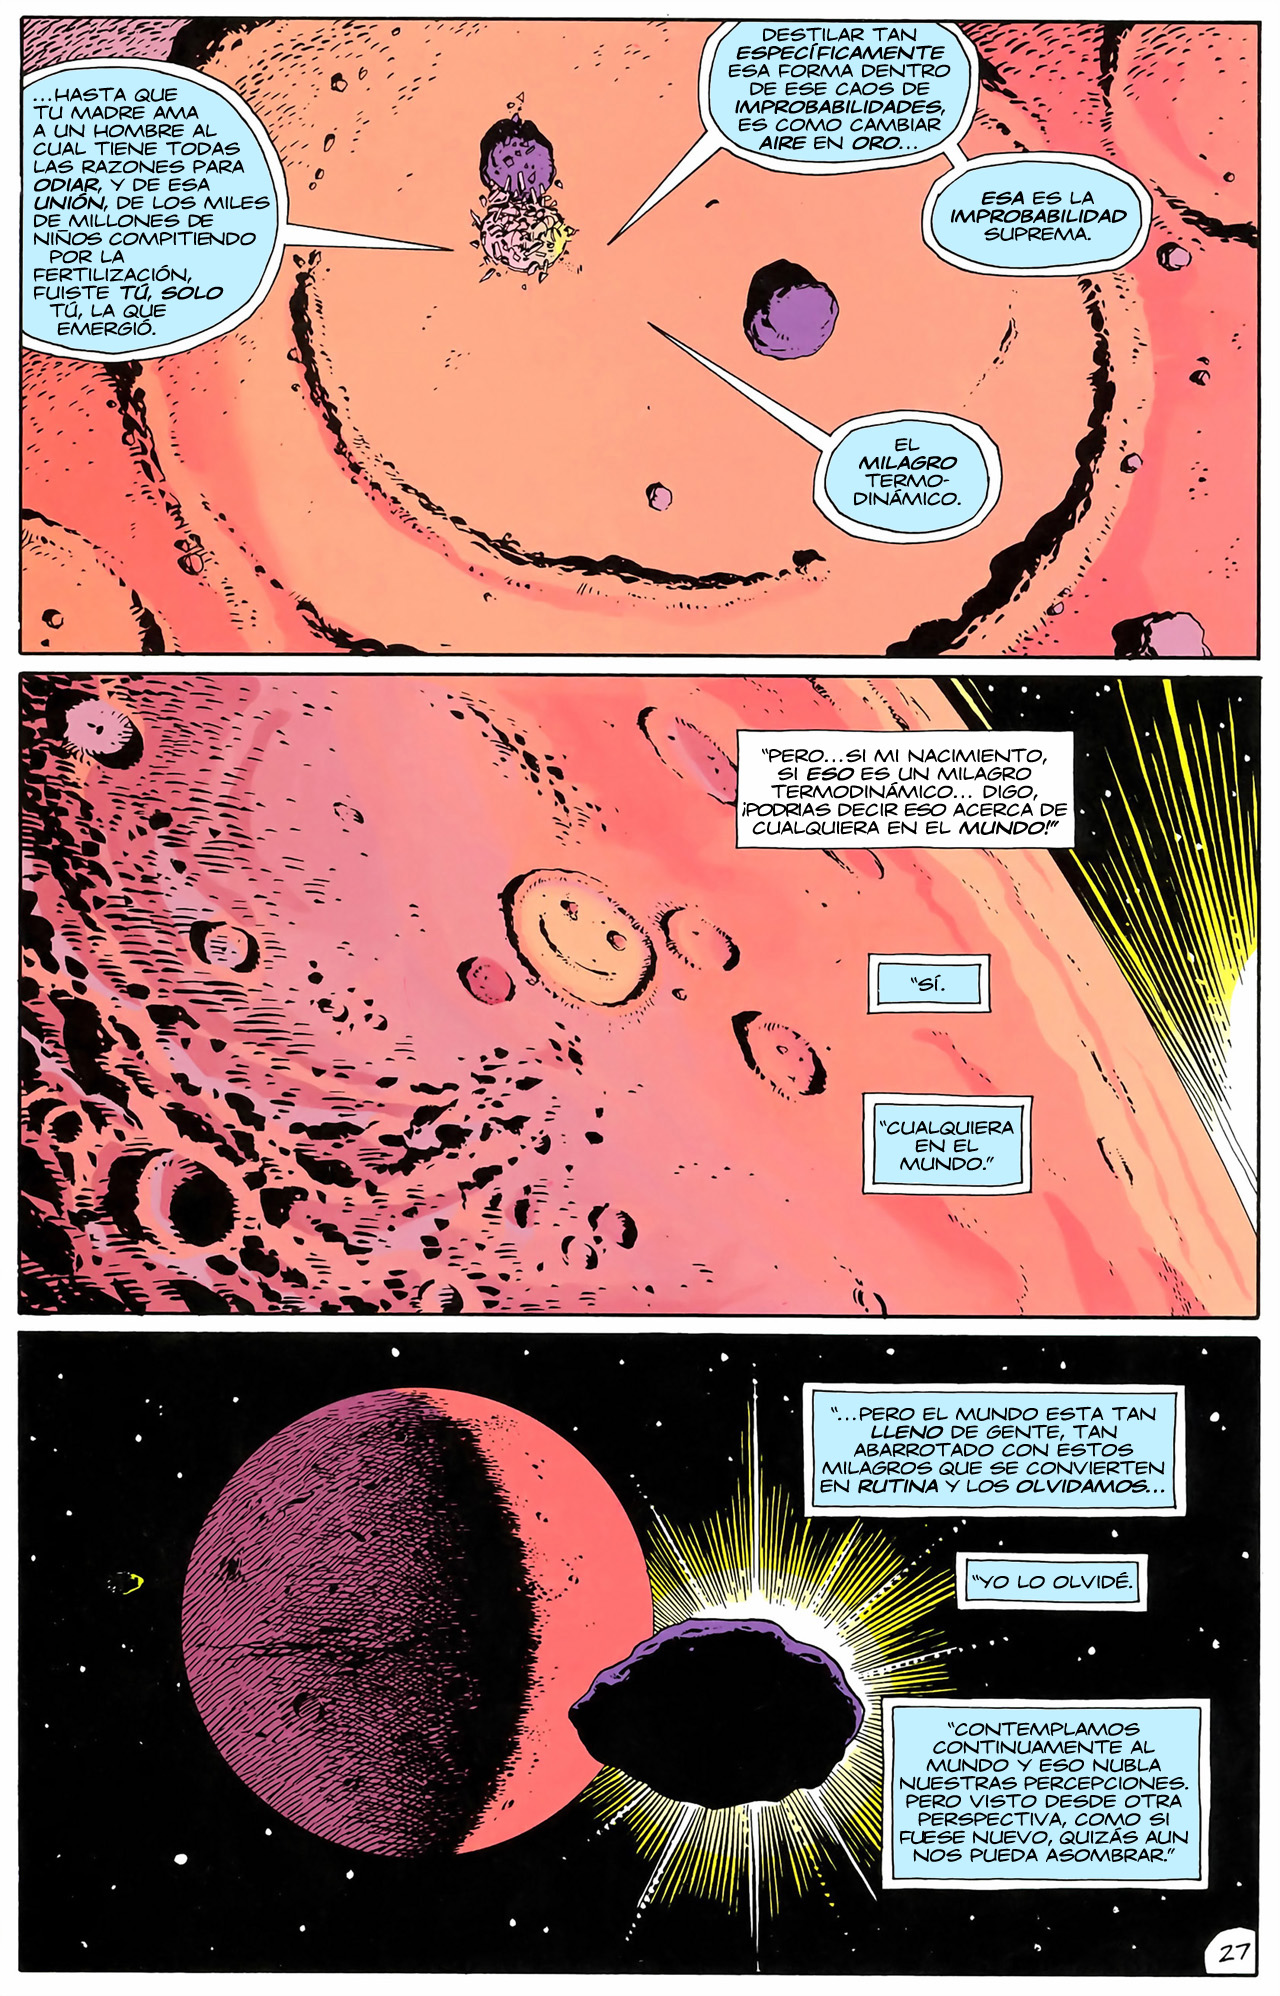 ...HASTA QUE
TU MADRE AMA
A UN HOMBRE AL
CUAL TIENE TODAS
LAS RAZONES PARA
ODIAR, Y DE ESA
UNIÓN, DE LOS MILES
DE MILLONES DE
NIÑOS COMPITIENDO
POR LA
FERTILIZACIÓN,
FUISTE TÚ, SOLO
TÚ, LA QUE
EMERGIÓ.
DESTILAR TAN
ESPECÍFICAMENTE
ESA FORMA DENTRO
DE ESE CAOS DE
IMPROBABILIDADES,
ES COMO CAMBIAR
AIRE EN ORO...
ESA ES LA
IMPROBABILIDAD
SUPREMA.
EL
MILAGRO
TERMO-
DINÁMICO.
"PERO...SI MI NACIMIENTO,
SI ESO ES UN MILAGRO
TERMODINÁMICO... DIGO,
¡PODRIAS DECIR ESO ACERCA DE
CUALQUIERA EN EL MUNDO!"
"SÍ.
"CUALQUIERA
EN EL
MUNDO."
"...PERO EL MUNDO ESTA TAN
LLENO DE GENTE, TAN
ABARROTADO CON ESTOS
MILAGROS QUE SE CONVIERTEN
EN RUTINA Y LOS OLVIDAMOS...
"YO LO OLVIDÉ.
"CONTEMPLAMOS
CONTINUAMENTE AL
MUNDO Y ESO NUBLA
NUESTRAS PERCEPCIONES.
PERO VISTO DESDE OTRA
PERSPECTIVA, COMO SI
FUESE NUEVO, QUIZÁS AUN
NOS PUEDA ASOMBRAR."
27